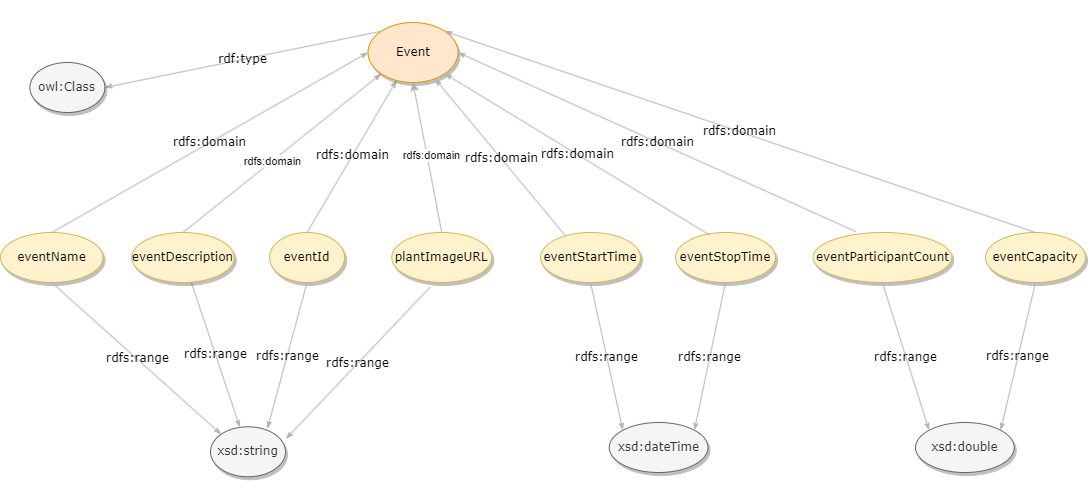 Event
rdf:type
owl:Class
rdfs:domain
rdfs:domain
rdfs:domain
rdfs:domain
rdfs:domain
rdfs:domain
rdfs:domain
rdfs:domain
eventName
eventDescription
eventId
plantImageURL
eventStartTime
eventStopTime
eventParticipantCount
eventCapacity
rdfs:range
rdfs:range
rdfs:range
rdfs:range
rdfs:range
rdfs:range
rdfs:range
rdfs:range
xsd:string
xsd:dateTime
xsd:double